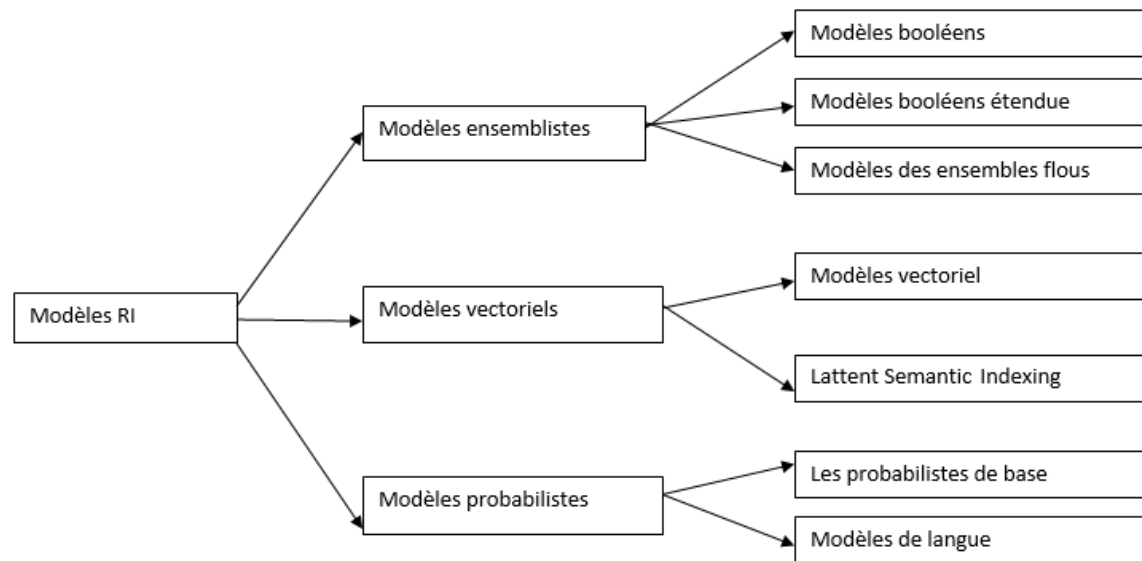 Modèles RI
Modèles ensemblistes
Modèles booléens
Modèles booléens étendue
Modèles des ensembles flous
Modèles vectoriels
Modèles vectoriel
Lattent Semantic Indexing
Modèles probabilistes
Les probabilistes de base
Modèles de langue